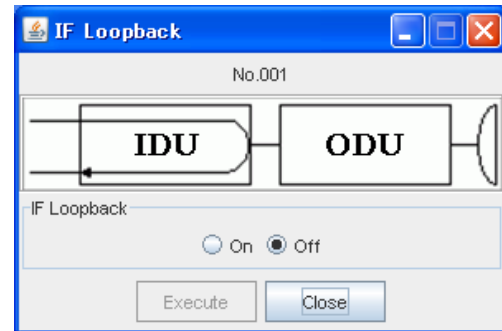 IF Loopback
No.001
IDU ODU
IF Loopback
On Off
Execute Close